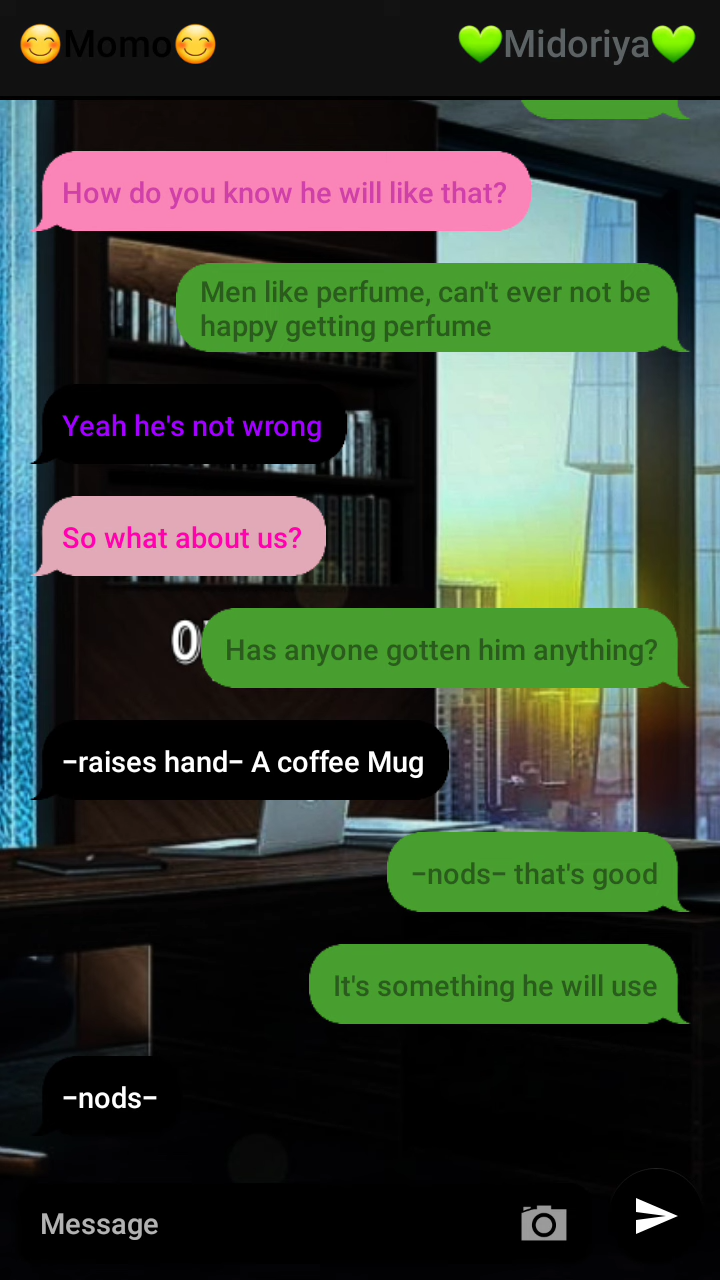 😊Momo😊
💚Midoriya💚
How do you know he will like that?
Men like perfume, can't ever not be
happy getting perfume
Yeah he's not wrong
So what about us?
Has anyone gotten him anything?
–raises hand– A coffee Mug
–nods– that's good
It's something he will use
–nods–
Message